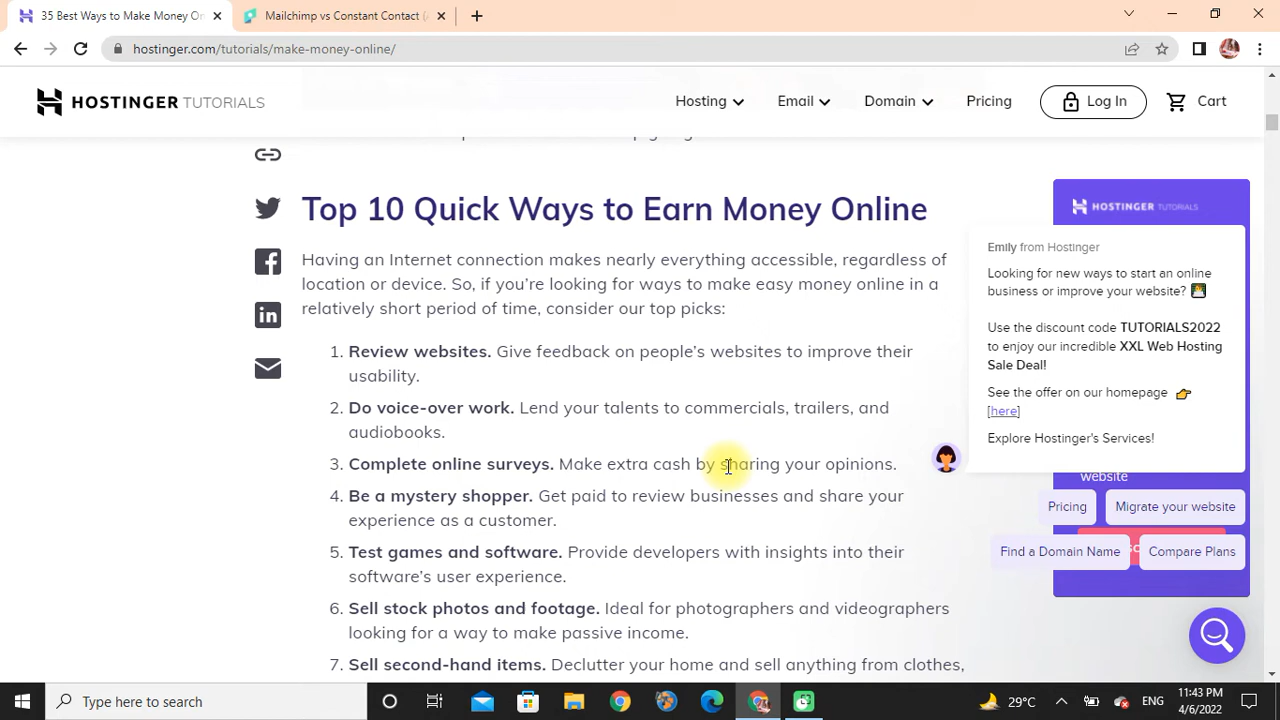 35 Best Ways to Make Money On
Mailchimp vs Constant Contact (
hostinger.com/tutorials/make-money-online/
HOSTINGER TUTORIALS
Hosting
Email
Domain
Pricing
Log In
Cart
Top 10 Quick Ways to Earn Money Online
Having an Internet connection makes nearly everything accessible, regardless of
location or device. So, if you're looking for ways to make easy money online in a
relatively short period of time, consider our top picks:
1. Review websites. Give feedback on people's websites to improve their
usability.
2. Do voice-over work. Lend your talents to commercials, trailers, and
audiobooks.
3. Complete online surveys. Make extra cash by sharing your opinions.
4. Be a mystery shopper. Get paid to review businesses and share your
experience as a customer.
5. Test games and software. Provide developers with insights into their
software's user experience.
6. Sell stock photos and footage. Ideal for photographers and videographers
looking for a way to make passive income.
7. Sell second-hand items. Declutter your home and sell anything from clothes,
HOSTINGER TUTORIALS
Emily from Hostinger
Looking for new ways to start an online
business or improve your website?
Use the discount code TUTORIALS2022
to enjoy our incredible XXL Web Hosting
Sale Deal!
See the offer on our homepage
[here]
Explore Hostinger's Services!
website
Pricing
Migrate your website
Find a Domain Name
Compare Plans
Type here to search
29°C
ENG
11:43 PM
4/6/2022